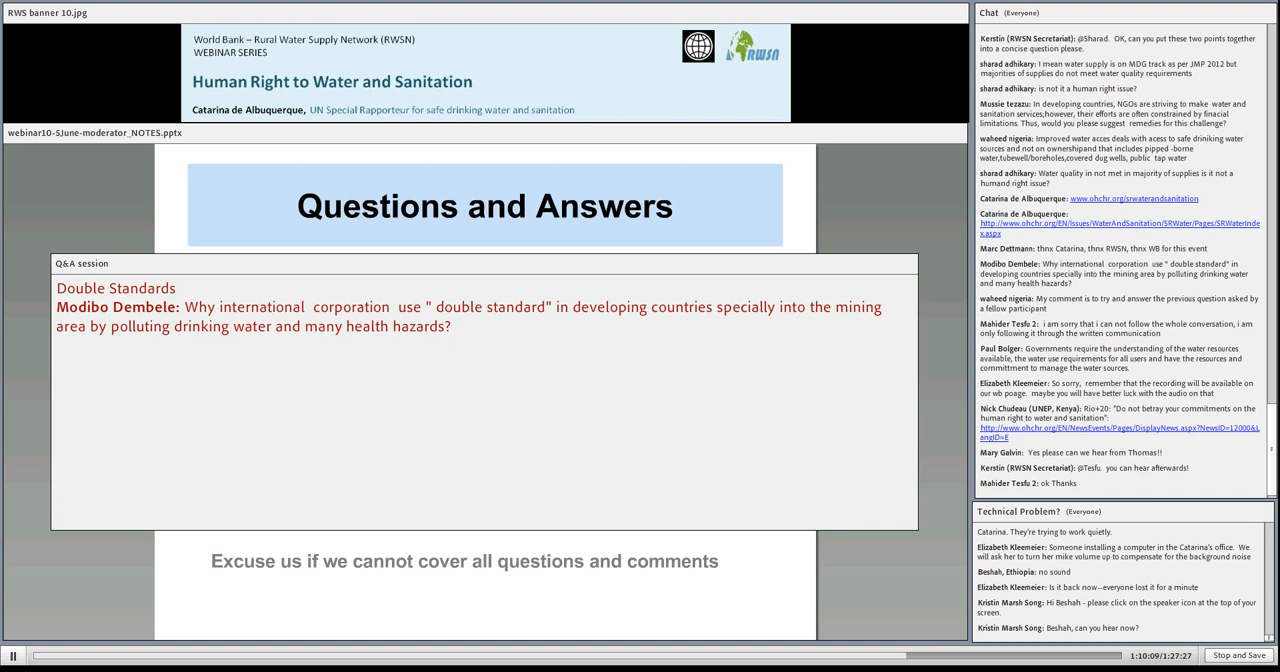 RWS banner 10.jpg
World Bank – Rural Water Supply Network (RWSN)
WEBINAR SERIES
RWSN
Human Right to Water and Sanitation
Catarina de Albuquerque, UN Special Rapporteur for safe drinking water and sanitation
webinar10-5June-moderator_NOTES.pptx
Questions and Answers
Q&A session
Double Standards
Modibo Dembele: Why international corporation use " double standard" in developing countries specially into the mining
area by polluting drinking water and many health hazards?
Excuse us if we cannot cover all questions and comments
Chat (Everyone)
Kerstin (RWSN Secretariat): @Sharad. OK, can you put these two points together
into a concise question please.
sharad adhikary: I mean water supply is on MDG track as per JMP 2012 but
majorities of supplies do not meet water quality requirements
sharad adhikary: is not it a human right issue?
Mussie tezazu: In developing countries, NGOs are striving to make water and
sanitation services;however, their efforts are often constrained by finacial
limitations. Thus, would you please suggest remedies for this challenge?
waheed nigeria: Improved water acces deals with acess to safe driniking water
sources and not on ownershipand that includes pipped -borne
water,tubewell/boreholes,covered dug wells, public tap water
sharad adhikary: Water quality in not met in majority of supplies is it not a
humand right issue?
Catarina de Albuquerque: www.ohchr.org/srwaterandsanitation
Catarina de Albuquerque:
http://www.ohchr.org/EN/Issues/WaterAndSanitation/SRWater/Pages/SRWaterInde
x.aspx
Marc Dettmann: thnx Catarina, thnx RWSN, thnx WB for this event
Modibo Dembele: Why international corporation use " double standard" in
developing countries specially into the mining area by polluting drinking water
and many health hazards?
waheed nigeria: My comment is to try and answer the previous question asked by
a fellow participant
Mahider Tesfu 2: i am sorry that i can not follow the whole conversation, i am
only following it through the written communication
Paul Bolger: Governments require the understanding of the water resources
available, the water use requirements for all users and have the resources and
committment to manage the water sources.
Elizabeth Kleemeier: So sorry, remember that the recording will be available on
our wb poage. maybe you will have better luck with the audio on that
Nick Chudeau (UNEP, Kenya): Rio+20: "Do not betray your commitments on the
human right to water and sanitation":
http://www.ohchr.org/EN/NewsEvents/Pages/DisplayNews.aspx?NewsID=12000&L
angID=E
Mary Galvin: Yes please can we hear from Thomas!!
Kerstin (RWSN Secretariat): @Tesfu. you can hear afterwards!
Mahider Tesfu 2: ok Thanks
Technical Problem? (Everyone)
Catarina. They're trying to work quietly.
Elizabeth Kleemeier: Someone installing a computer in the Catarina's office. We
will ask her to turn her mike volume up to compensate for the background noise
Beshah, Ethiopia: no sound
Elizabeth Kleemeier: Is it back now--everyone lost it for a minute
Kristin Marsh Song: Hi Beshah - please click on the speaker icon at the top of your
screen.
Kristin Marsh Song: Beshah, can you hear now?
1:10:09/1:27:27
Stop and Save